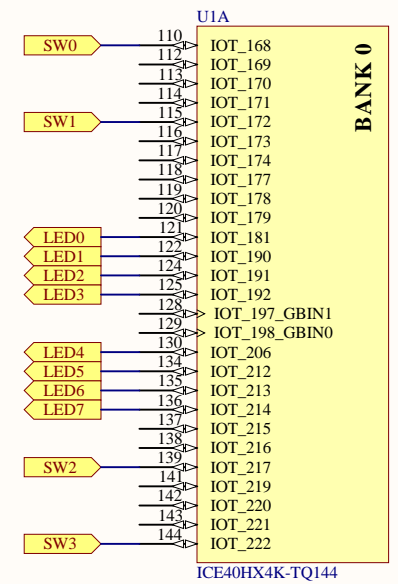 U1A
BANK 0
SW0 110 IOT_168
112 IOT_169
113 IOT_170
114 IOT_171
SW1 115 IOT_172
116 IOT_173
117 IOT_174
118 IOT_177
119 IOT_178
120 IOT_179
LED0 121 IOT_181
LED1 122 IOT_190
LED2 124 IOT_191
LED3 125 IOT_192
128 IOT_197_GBIN1
129 IOT_198_GBIN0
LED4 130 IOT_206
LED5 134 IOT_212
LED6 135 IOT_213
LED7 136 IOT_214
137 IOT_215
138 IOT_216
SW2 139 IOT_217
141 IOT_219
142 IOT_220
143 IOT_221
SW3 144 IOT_222
ICE40HX4K-TQ144